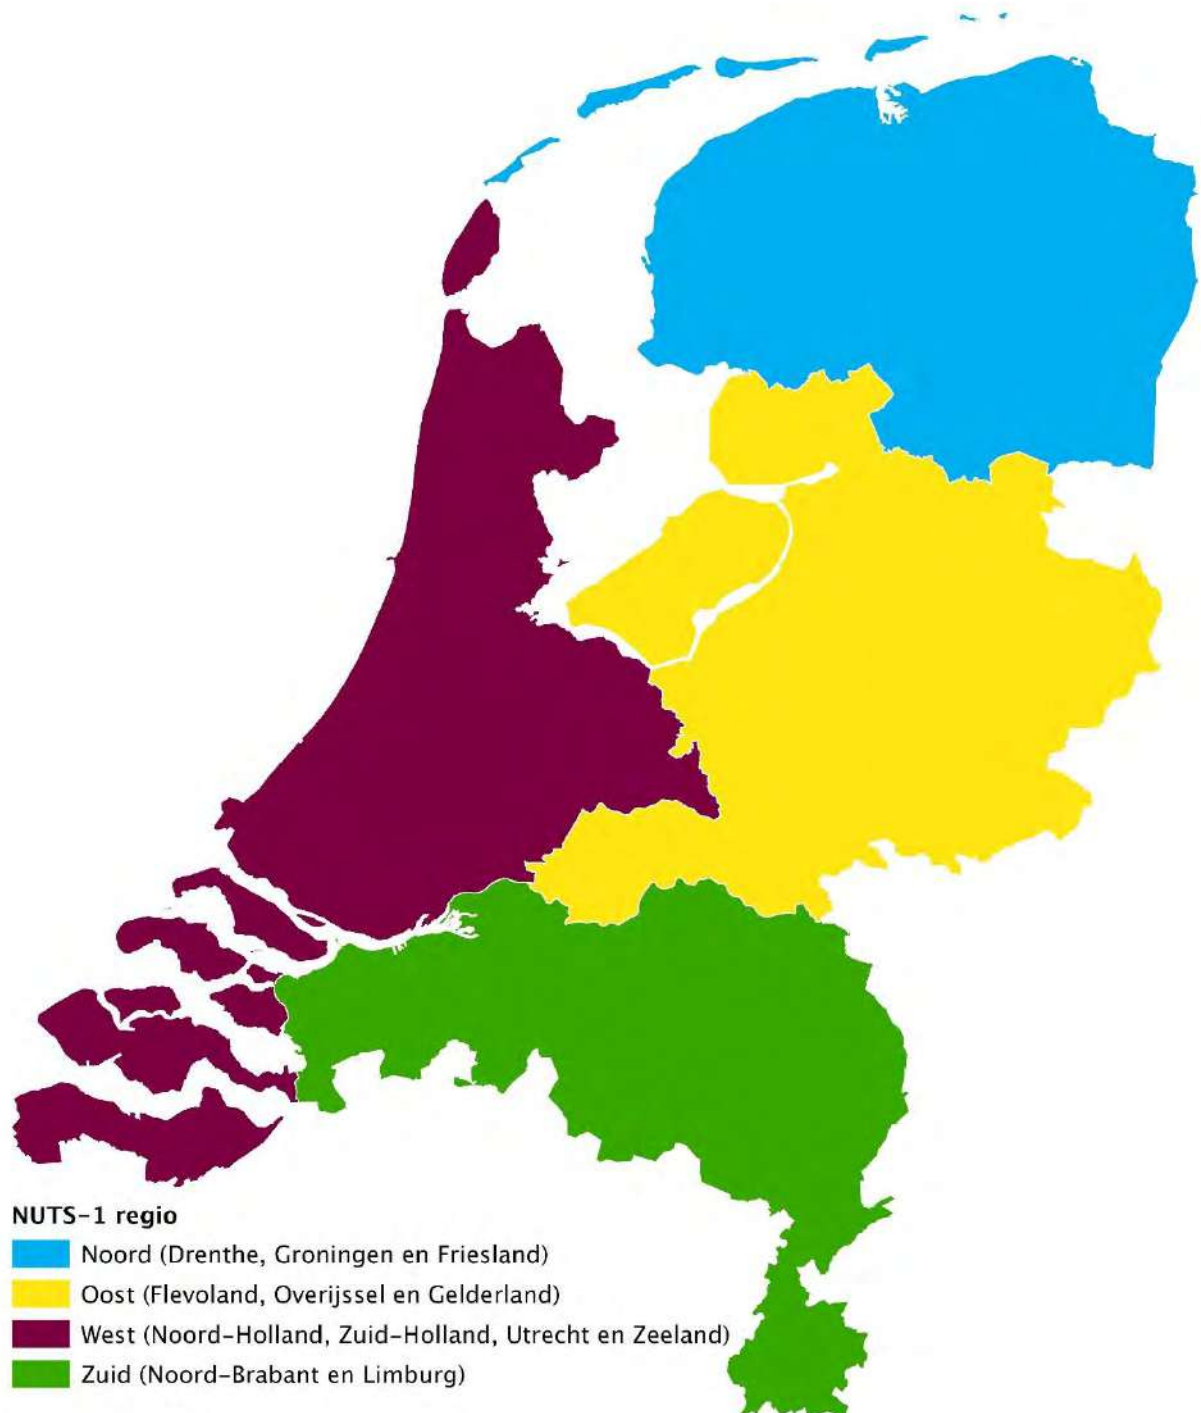 NUTS-1 regio
Noord (Drenthe, Groningen en Friesland)
Oost (Flevoland, Overijssel en Gelderland)
West (Noord-Holland, Zuid-Holland, Utrecht en Zeeland)
Zuid (Noord-Brabant en Limburg)